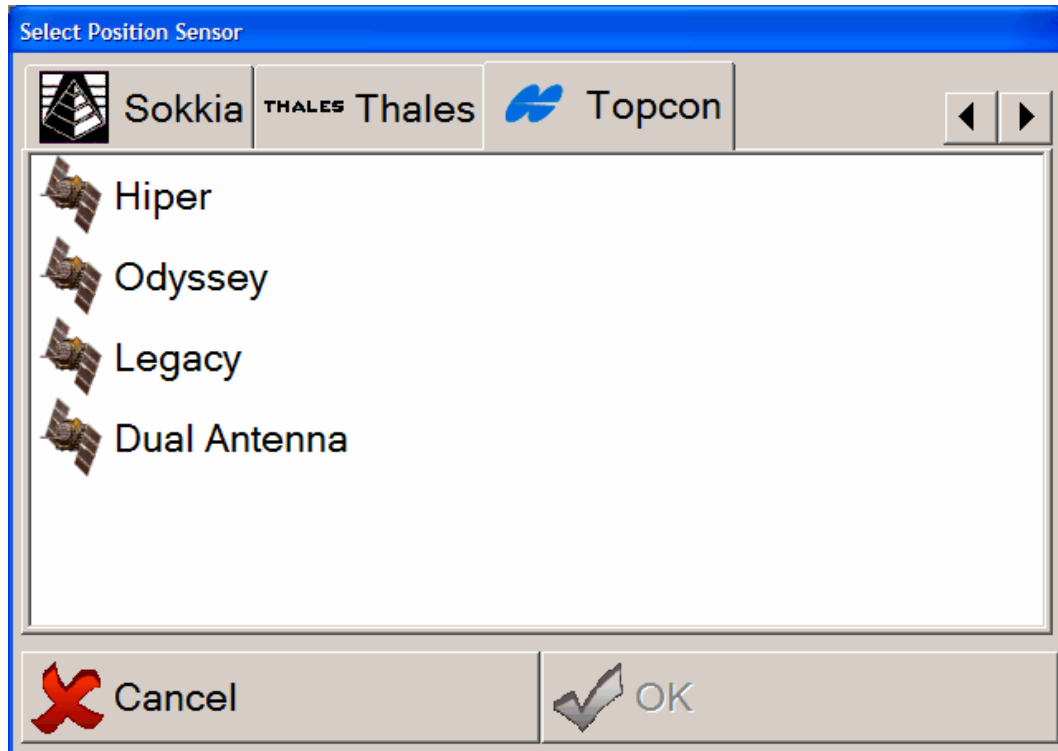 Select Position Sensor
Sokkia THALES Thales Topcon
Hiper
Odyssey
Legacy
Dual Antenna
Cancel OK